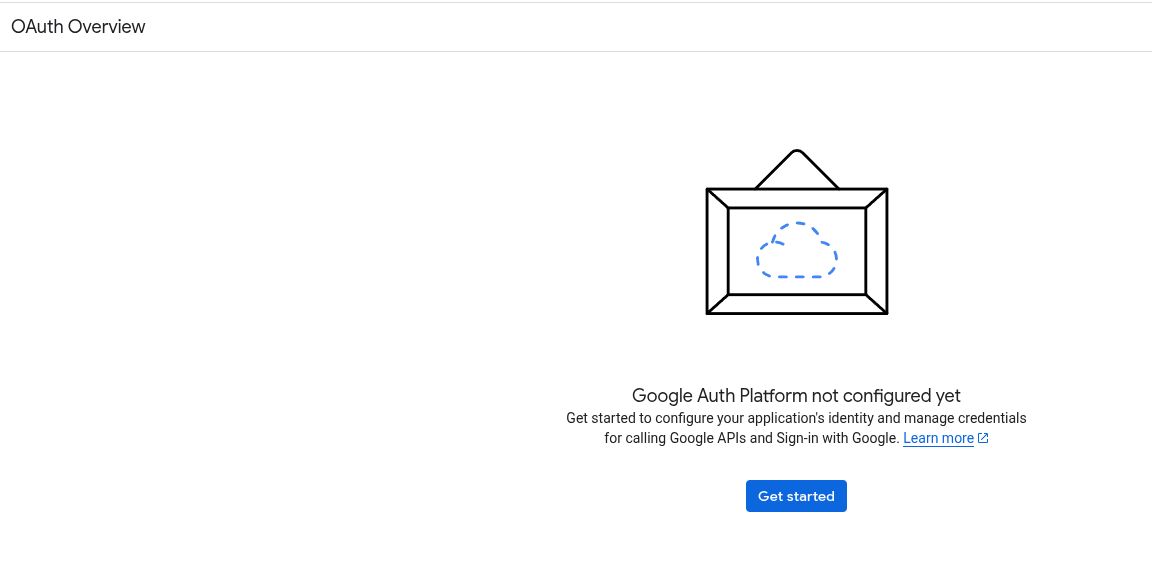 OAuth Overview
Google Auth Platform not configured yet
Get started to configure your application's identity and manage credentials
for calling Google APIs and Sign-in with Google. Learn more
Get started